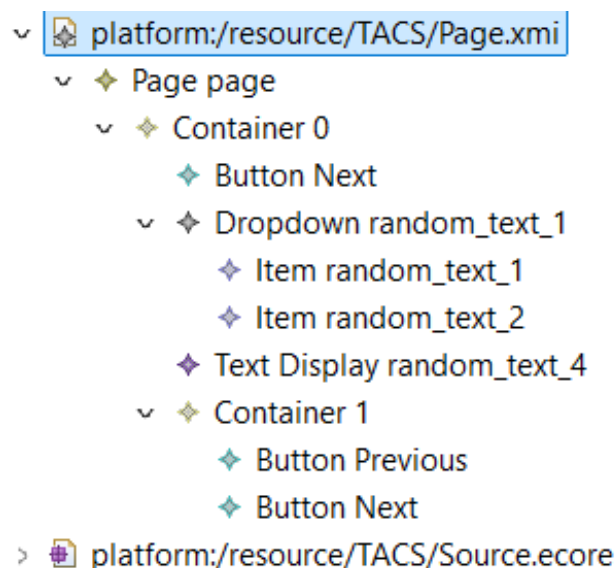 platform:/resource/TACS/Page.xmi
Page page
Container 0
Button Next
Dropdown random_text_1
Item random_text_1
Item random_text_2
Text Display random_text_4
Container 1
Button Previous
Button Next
platform:/resource/TACS/Source.ecore